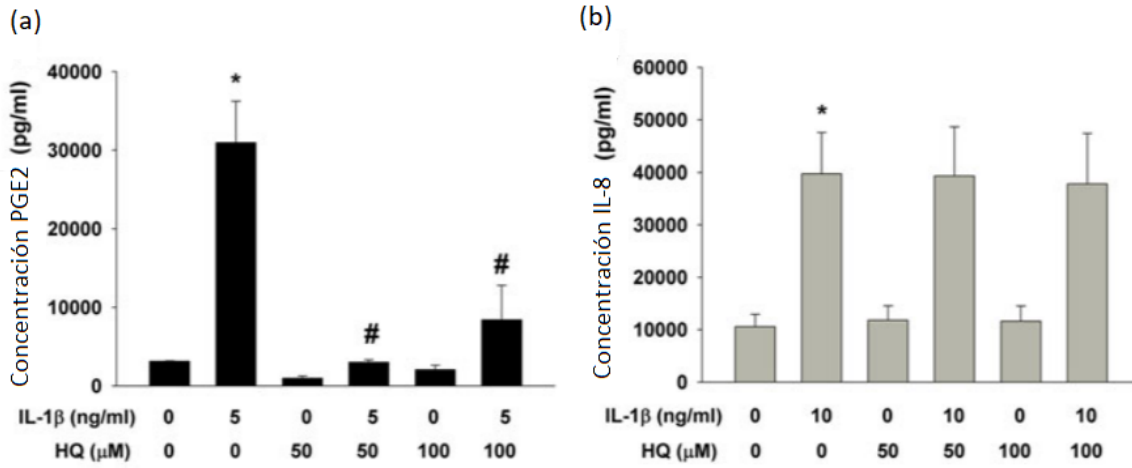 (a)
Concentración PGE2 (pg/ml)
40000
30000
20000
10000
0
*
#
#
IL-1β (ng/ml) 0 5 0 5 0 5
HQ (μM) 0 0 50 50 100 100
(b)
Concentración IL-8 (pg/ml)
60000
50000
40000
30000
20000
10000
0
*
IL-1β (ng/ml) 0 10 0 10 0 10
HQ (μM) 0 0 50 50 100 100